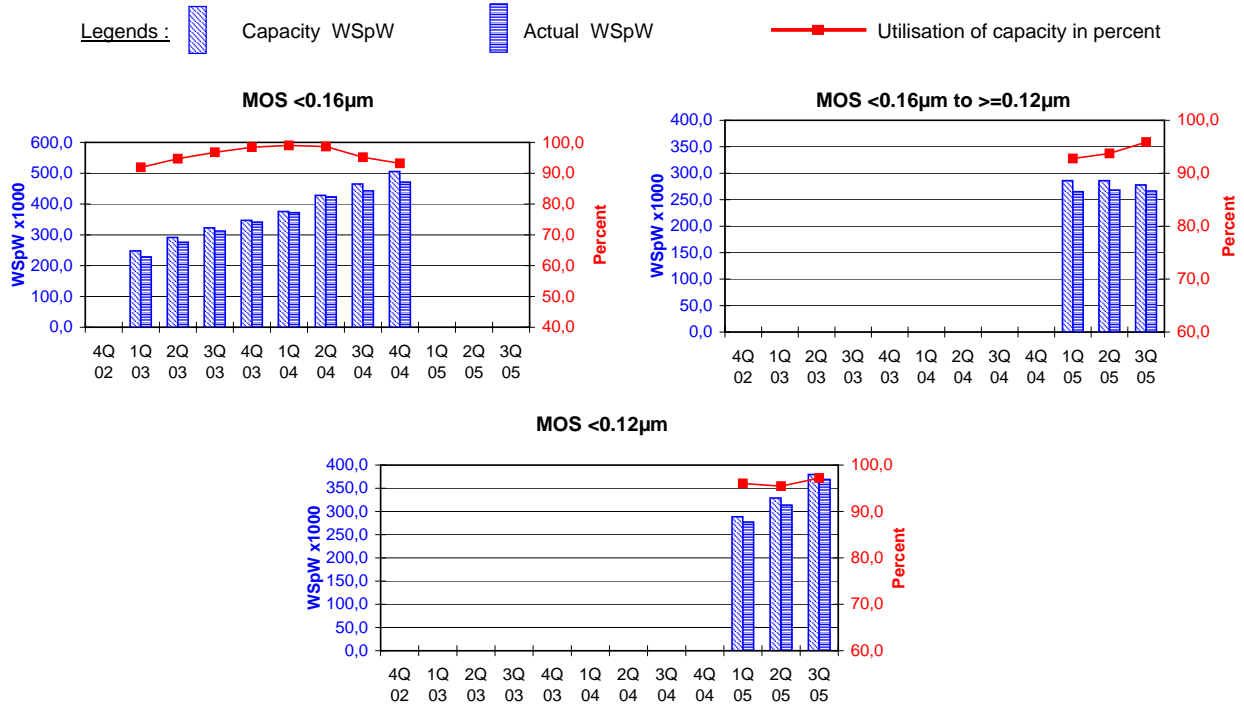 Legends : Capacity WSpW Actual WSpW Utilisation of capacity in percent
MOS <0.16µm
600,0
500,0
400,0
300,0
200,0
100,0
0,0
WSpW x1000
100,0
90,0
80,0
70,0
60,0
50,0
40,0
Percent
4Q 1Q 2Q 3Q 4Q 1Q 2Q 3Q 4Q 1Q 2Q 3Q
02 03 03 03 03 04 04 04 04 05 05 05
MOS <0.16µm to >=0.12µm
400,0
350,0
300,0
250,0
200,0
150,0
100,0
50,0
0,0
WSpW x1000
100,0
90,0
80,0
70,0
60,0
Percent
4Q 1Q 2Q 3Q 4Q 1Q 2Q 3Q 4Q 1Q 2Q 3Q
02 03 03 03 03 04 04 04 04 05 05 05
MOS <0.12µm
400,0
350,0
300,0
250,0
200,0
150,0
100,0
50,0
0,0
WSpW x1000
100,0
90,0
80,0
70,0
60,0
Percent
4Q 1Q 2Q 3Q 4Q 1Q 2Q 3Q 4Q 1Q 2Q 3Q
02 03 03 03 03 04 04 04 04 05 05 05